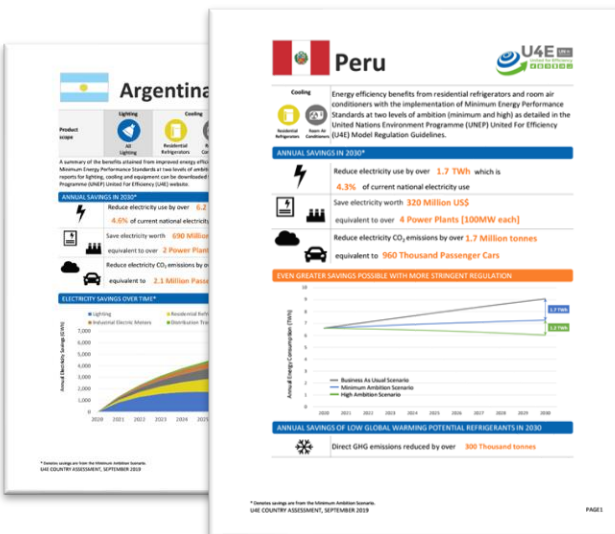 Argentina
Lighting Cooling
Product
scope
All
Lighting
Residential
Refrigerators
A summary of the benefits attained from improved energy effic
Minimum Energy Performance Standards at two levels of ambit
reports for lighting, cooling and equipment can be downloaded
Programme (UNEP) United for Efficiency (U4E) website.
ANNUAL SAVINGS IN 2030*
Reduce electricity use by over 6.2
4.6% of current national electricity
Save electricity worth 690 Million
equivalent to over 2 Power Plant
Reduce electricity CO₂ emissions by ov
equivalent to 2.1 Million Passe
ELECTRICITY SAVINGS OVER TIME*
Lighting
Residential Refri
Industrial Electric Motors
Distribution Tra
Annual Electricity Savings (GWh)
7,000
6,000
5,000
4,000
3,000
2,000
1,000
0
2020 2021 2022 2023 2024 2025
* Denotes savings are from the Minimum Ambition Scenario.
U4E COUNTRY ASSESSMENT, SEPTEMBER 2019
Peru
U4E
United for Efficiency
Cooling
Residential
Refrigerators
Room Air
Conditioners
Energy efficiency benefits from residential refrigerators and room air
conditioners with the implementation of Minimum Energy Performance
Standards at two levels of ambition (minimum and high) as detailed in the
United Nations Environment Programme (UNEP) United For Efficiency
(U4E) Model Regulation Guidelines.
ANNUAL SAVINGS IN 2030*
Reduce electricity use by over 1.7 TWh which is
4.3% of current national electricity use
Save electricity worth 320 Million US$
equivalent to over 4 Power Plants [100MW each]
Reduce electricity CO₂ emissions by over 1.7 Million tonnes
equivalent to 960 Thousand Passenger Cars
EVEN GREATER SAVINGS POSSIBLE WITH MORE STRINGENT REGULATION
Annual Energy Consumption (TWh)
10
9
8
7
6
5
4
3
2
1
0
1.7 TWh
Business As Usual Scenario
Minimum Ambition Scenario
High Ambition Scenario
2020 2021 2022 2023 2024 2025 2026 2027 2028 2029 2030
ANNUAL SAVINGS OF LOW GLOBAL WARMING POTENTIAL REFRIGERANTS IN 2030
Direct GHG emissions reduced by over 300 Thousand tonnes
* Denotes savings are from the Minimum Ambition Scenario.
U4E COUNTRY ASSESSMENT, SEPTEMBER 2019
PAGE1